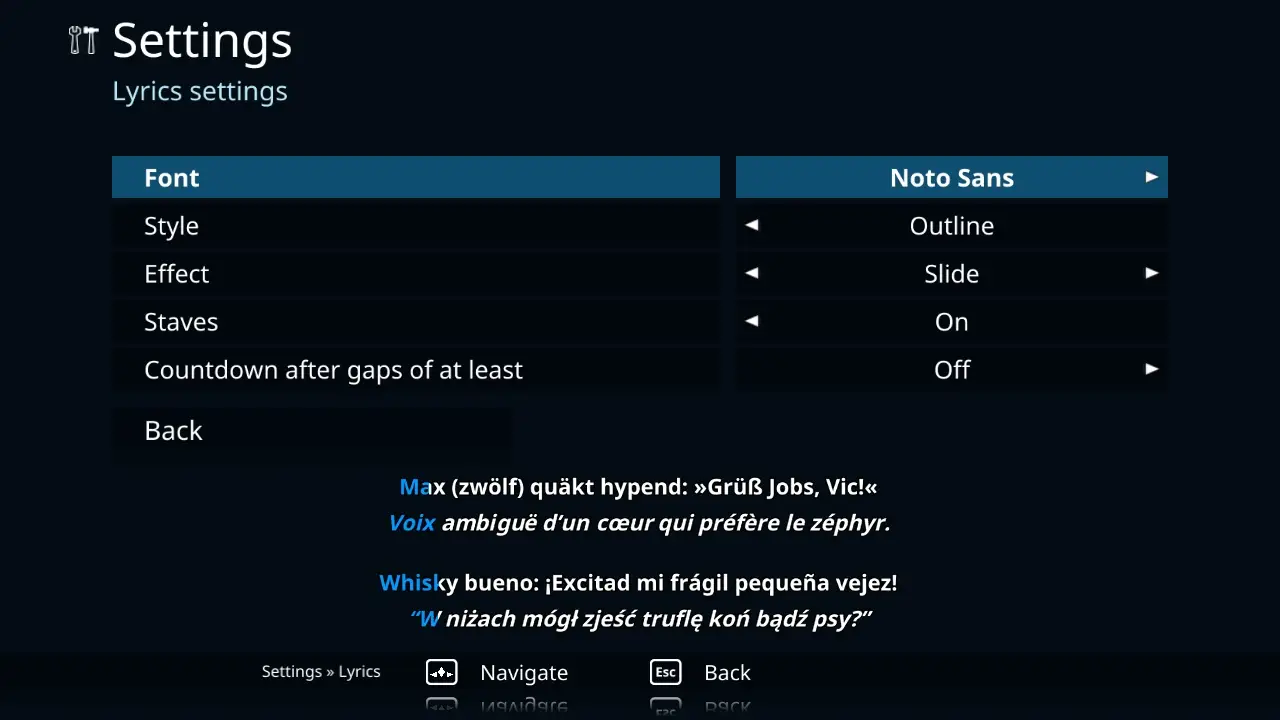 Settings
Lyrics settings
Font Noto Sans
Style Outline
Effect Slide
Staves On
Countdown after gaps of at least Off
Back
Max (zwölf) quäkt hypend: »Grüß Jobs, Vic!«
Voix ambiguë d’un cœur qui préfère le zéphyr.
Whisky bueno: ¡Excitad mi frágil pequeña vejez!
“W niżach mógł zjeść truflę koń bądź psy?”
Settings » Lyrics Navigate Esc Back